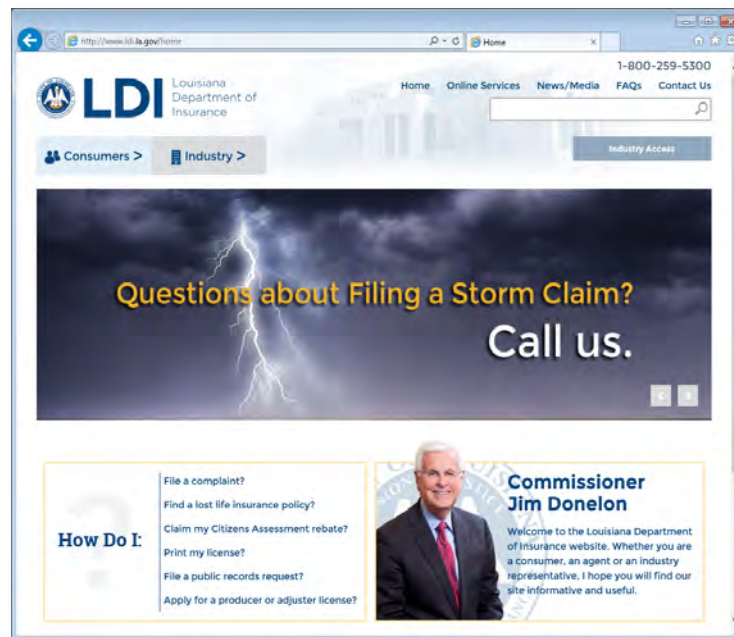 http://www.ldi.la.gov/home
Home
1-800-259-5300
LDI
Louisiana
Department of
Insurance
Home Online Services News/Media FAQs Contact Us
Consumers >
Industry >
Industry Access
Questions about Filing a Storm Claim?
Call us.
How Do I:
File a complaint?
Find a lost life insurance policy?
Claim my Citizens Assessment rebate?
Print my license?
File a public records request?
Apply for a producer or adjuster license?
Commissioner
Jim Donelon
Welcome to the Louisiana Department
of Insurance website. Whether you are
a consumer, an agent or an industry
representative, I hope you will find our
site informative and useful.